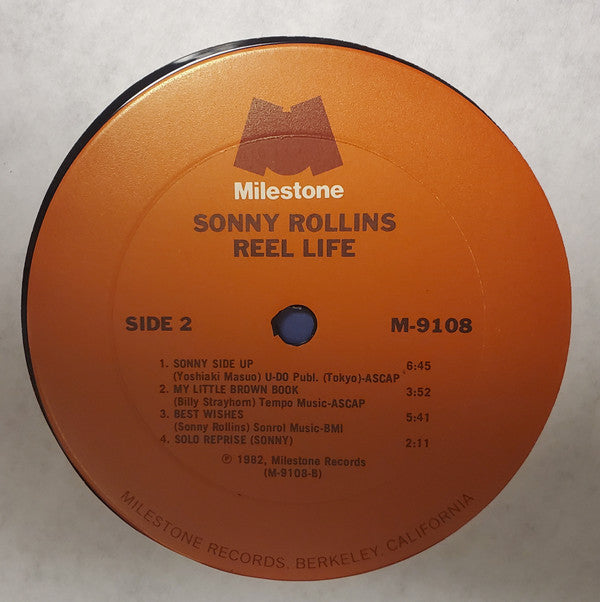 Milestone
SONNY ROLLINS
REEL LIFE
SIDE 2
M-9108
1. SONNY SIDE UP 6:45
(Yoshiaki Masuo) U-DO Publ. (Tokyo)-ASCAP
2. MY LITTLE BROWN BOOK 3:52
(Billy Strayhorn) Tempo Music-ASCAP
3. BEST WISHES 5:41
(Sonny Rollins) Sonrol Music-BMI
4. SOLO REPRISE (SONNY) 2:11
℗ 1982, Milestone Records
(M-9108-B)
MILESTONE RECORDS, BERKELEY, CALIFORNIA